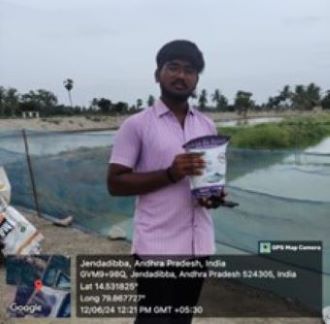 GPS Map Camera
Jendadibba, Andhra Pradesh, India
GVM9+98Q, Jendadibba, Andhra Pradesh 524305, India
Lat 14.531825°
Long 79.867727°
12/06/24 12:21 PM GMT +05:30
Google